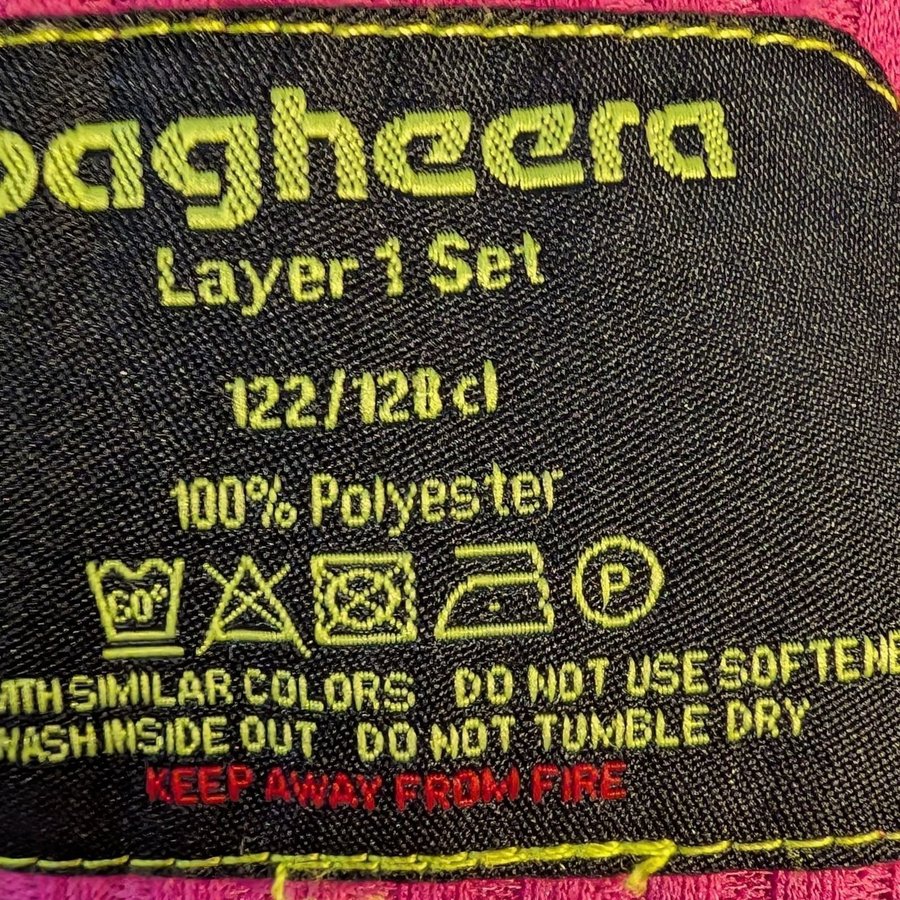 bagheera
Layer 1 Set
122/128 cl
100% Polyester
60° P
WITH SIMILAR COLORS DO NOT USE SOFTENE
WASH INSIDE OUT DO NOT TUMBLE DRY
KEEP AWAY FROM FIRE